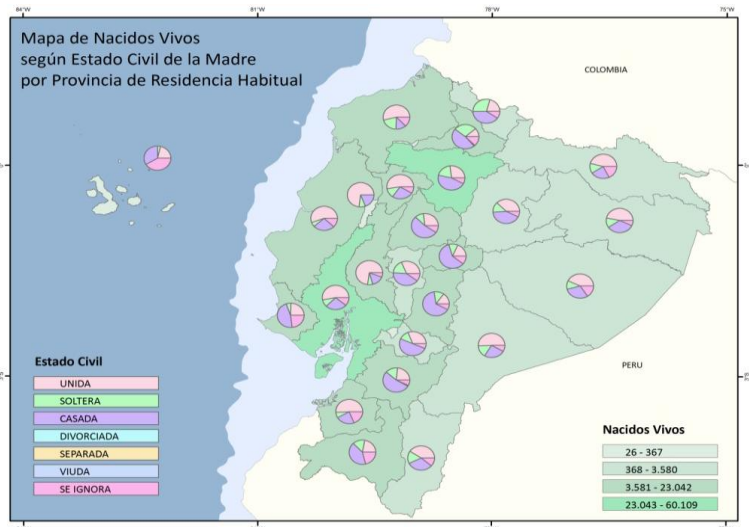 84°W
81°W
78°W
75°W
Mapa de Nacidos Vivos
según Estado Civil de la Madre
por Provincia de Residencia Habitual
COLOMBIA
PERU
Estado Civil
UNIDA
SOLTERA
CASADA
DIVORCIADA
SEPARADA
VIUDA
SE IGNORA
Nacidos Vivos
26 - 367
368 - 3.580
3.581 - 23.042
23.043 - 60.109